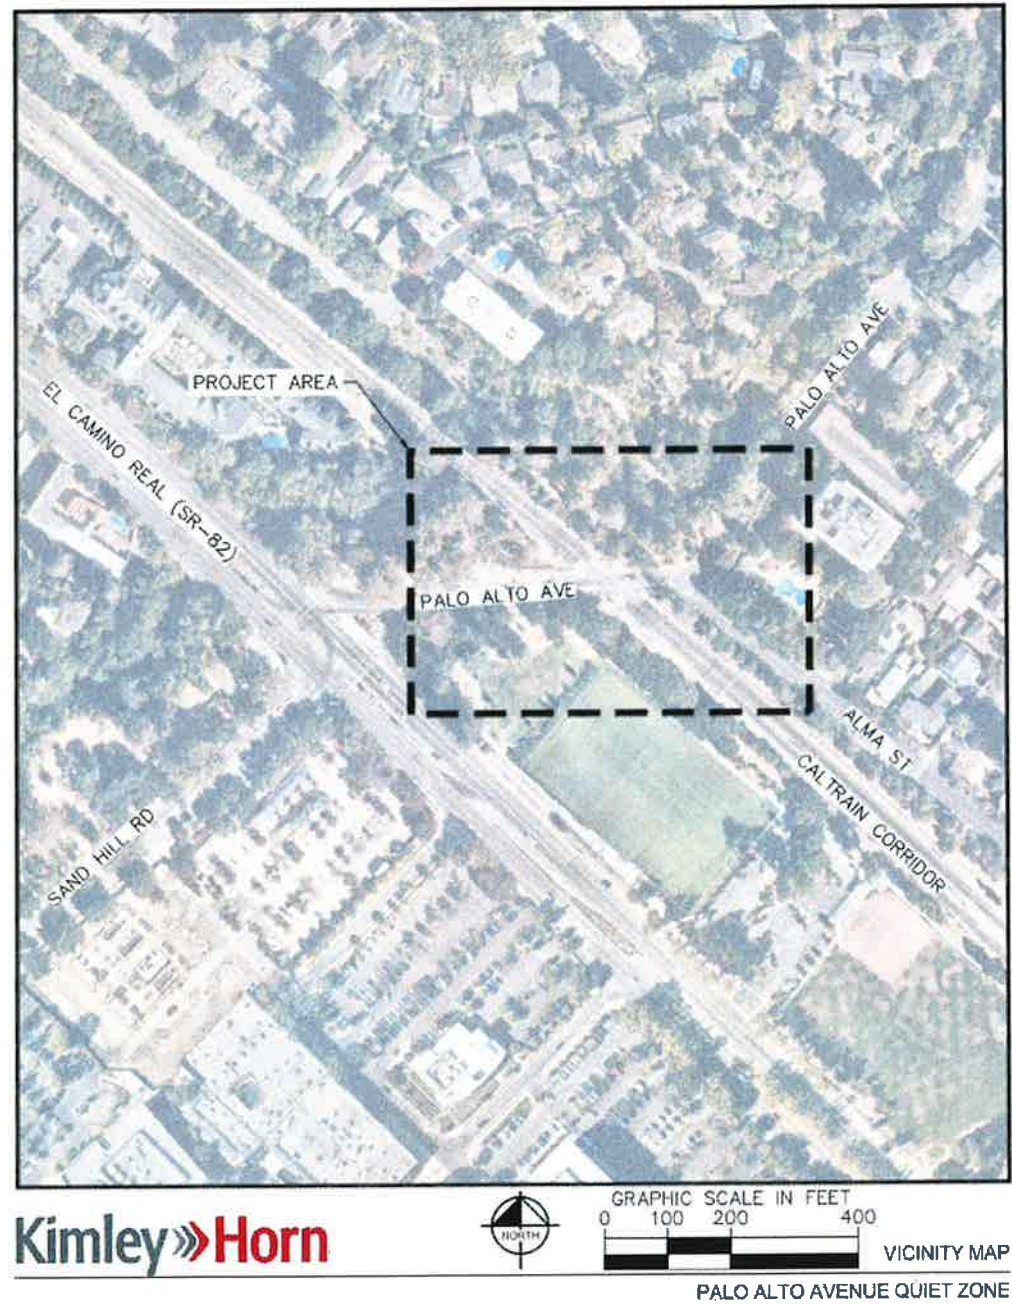 PROJECT AREA
PALO ALTO AVE
EL CAMINO REAL (SR-82)
PALO ALTO AVE
ALMA ST
CALTRAIN CORRIDOR
SAND HILL RD
Kimley»Horn
NORTH
GRAPHIC SCALE IN FEET
0 100 200 400
VICINITY MAP
PALO ALTO AVENUE QUIET ZONE